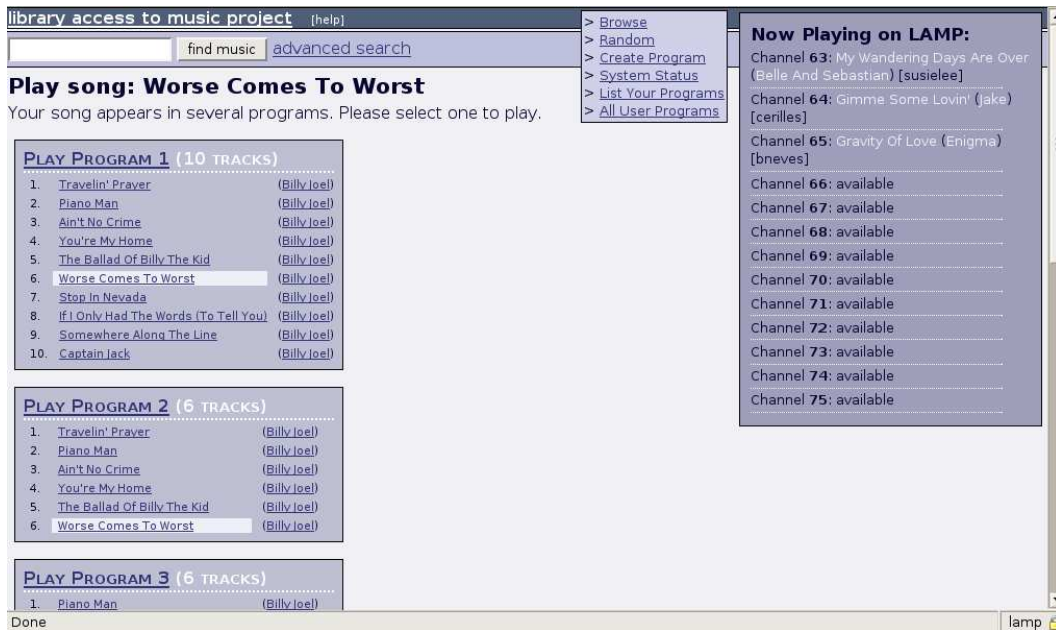 library access to music project [help]
find music advanced search
> Browse
> Random
> Create Program
> System Status
> List Your Programs
> All User Programs
Play song: Worse Comes To Worst
Your song appears in several programs. Please select one to play.
PLAY PROGRAM 1 (10 TRACKS)
1. Travelin' Prayer (Billy Joel)
2. Piano Man (Billy Joel)
3. Ain't No Crime (Billy Joel)
4. You're My Home (Billy Joel)
5. The Ballad Of Billy The Kid (Billy Joel)
6. Worse Comes To Worst (Billy Joel)
7. Stop In Nevada (Billy Joel)
8. If I Only Had The Words (To Tell You) (Billy Joel)
9. Somewhere Along The Line (Billy Joel)
10. Captain Jack (Billy Joel)
PLAY PROGRAM 2 (6 TRACKS)
1. Travelin' Prayer (Billy Joel)
2. Piano Man (Billy Joel)
3. Ain't No Crime (Billy Joel)
4. You're My Home (Billy Joel)
5. The Ballad Of Billy The Kid (Billy Joel)
6. Worse Comes To Worst (Billy Joel)
PLAY PROGRAM 3 (6 TRACKS)
1. Piano Man (Billy Joel)
Now Playing on LAMP:
Channel 63: My Wandering Days Are Over
(Belle And Sebastian) [susielee]
Channel 64: Gimme Some Lovin' (Jake)
[cerilles]
Channel 65: Gravity Of Love (Enigma)
[bneves]
Channel 66: available
Channel 67: available
Channel 68: available
Channel 69: available
Channel 70: available
Channel 71: available
Channel 72: available
Channel 73: available
Channel 74: available
Channel 75: available
Done
lamp